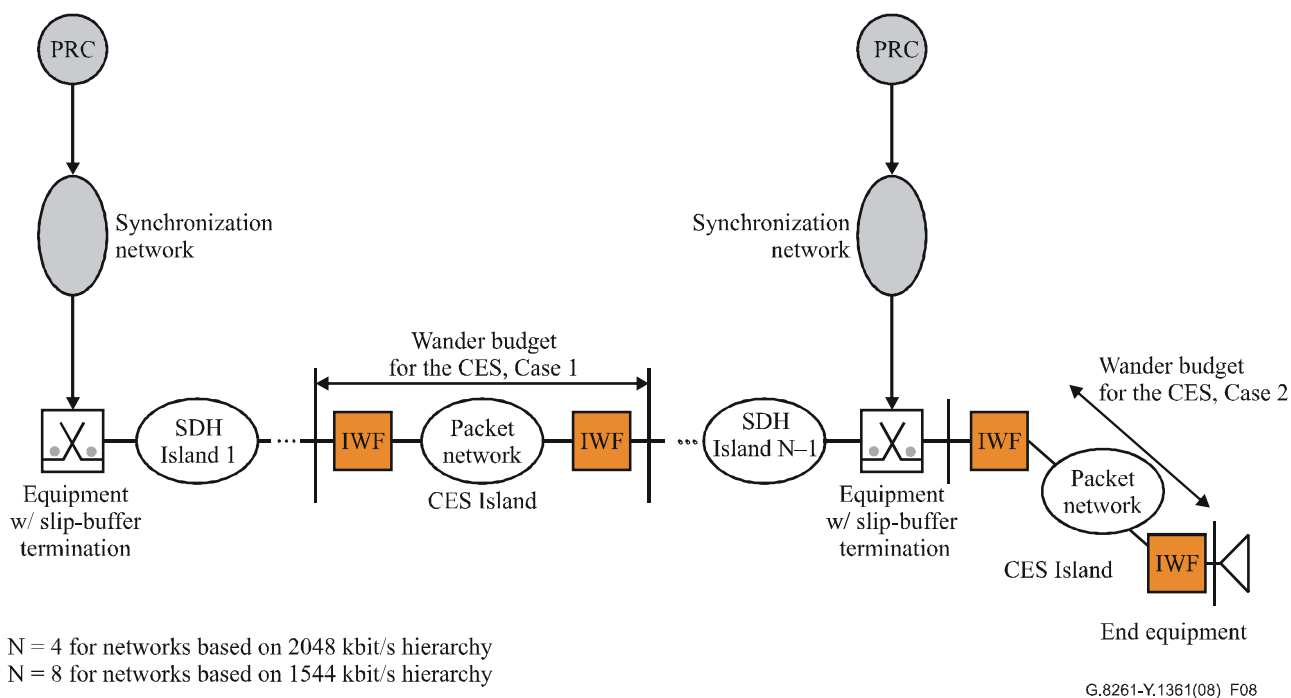 PRC
PRC
Synchronization
network
Synchronization
network
Wander budget
for the CES, Case 1
Wander budget
for the CES, Case 2
SDH
Island 1
IWF
Packet
network
IWF
CES Island
SDH
Island N–1
IWF
Packet
network
IWF
CES Island
Equipment
w/ slip-buffer
termination
Equipment
w/ slip-buffer
termination
End equipment
N = 4 for networks based on 2048 kbit/s hierarchy
N = 8 for networks based on 1544 kbit/s hierarchy
G.8261-Y.1361(08) F08